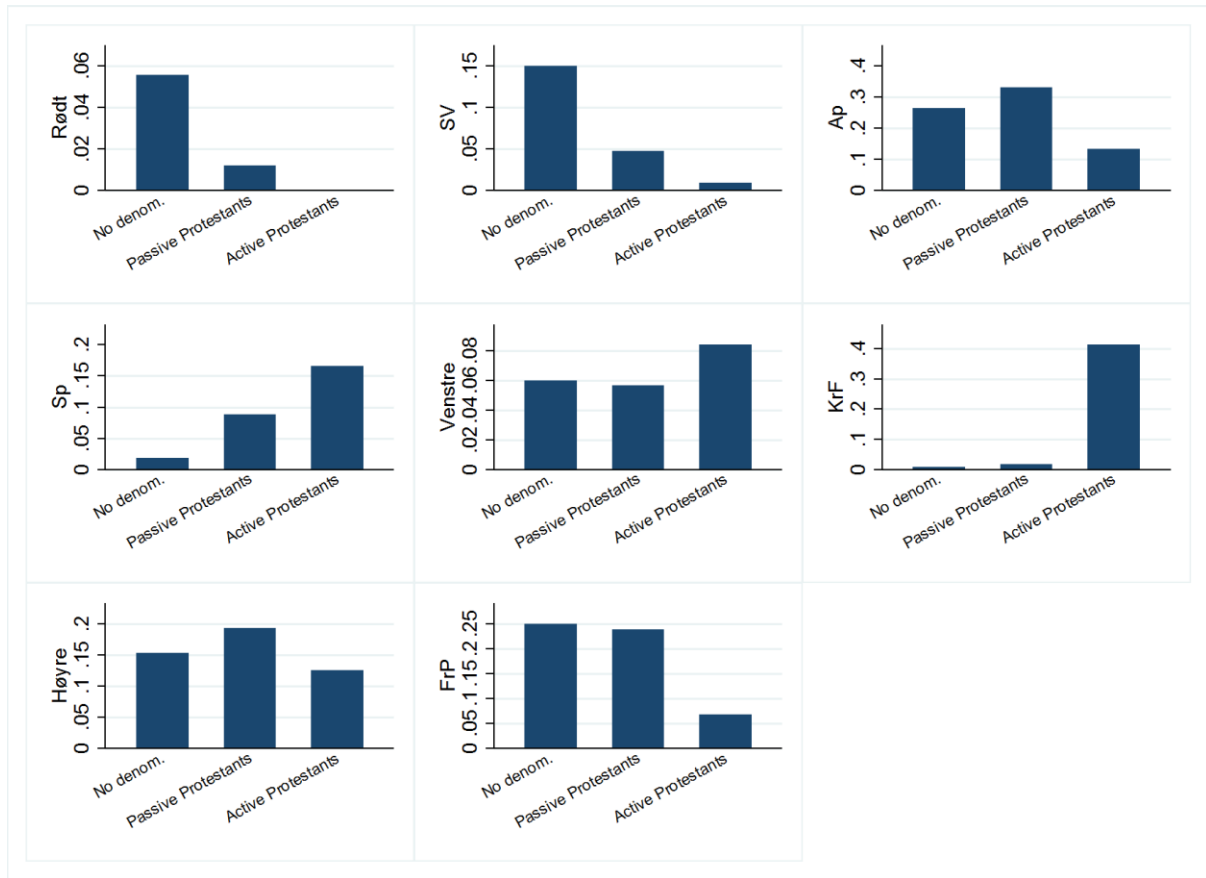 Rødt
0 .02 .04 .06
No denom.
Passive Protestants
Active Protestants
SV
0 .05 .1 .15
No denom.
Passive Protestants
Active Protestants
Ap
0 .1 .2 .3 .4
No denom.
Passive Protestants
Active Protestants
Sp
0 .05 .1 .15 .2
No denom.
Passive Protestants
Active Protestants
Venstre
0 .02 .04 .06 .08
No denom.
Passive Protestants
Active Protestants
KrF
0 .1 .2 .3 .4
No denom.
Passive Protestants
Active Protestants
Høyre
0 .05 .1 .15 .2
No denom.
Passive Protestants
Active Protestants
FrP
0 .05 .1 .15 .2 .25
No denom.
Passive Protestants
Active Protestants